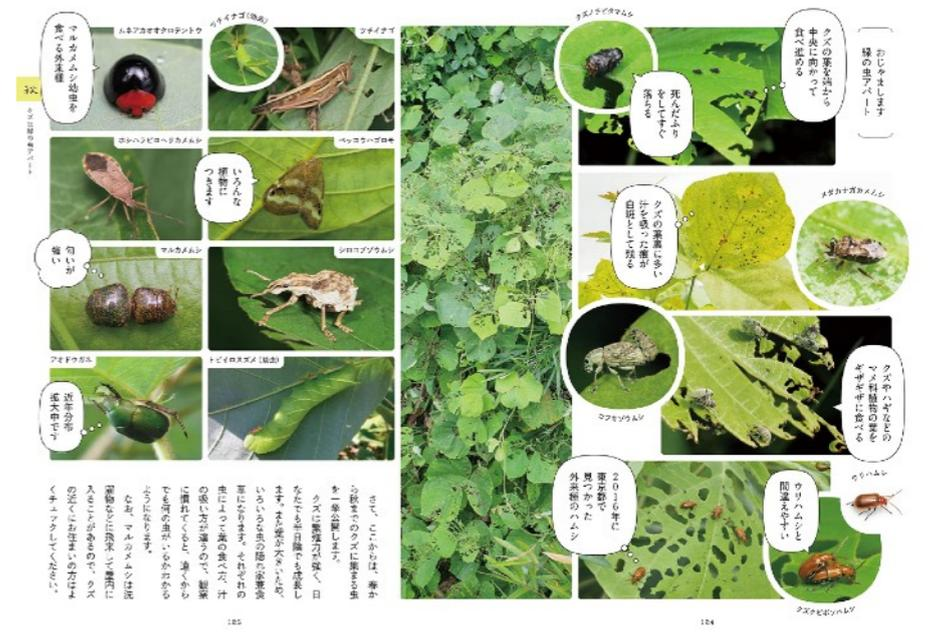 おじゃまします
緑の虫アパート
クズの葉を端から
中央に向かって
食べ進める
クズノチビタマムシ
死んだふり
をしてすぐ
落ちる
メダカナガカメムシ
クズの葉裏に多い
汁を吸った痕が
白斑として残る
クズやハギなどの
マメ科植物の葉を
ギザギザに食べる
コフキゾウムシ
2016年に
東京都で
見つかった
外来種のハムシ
ウリハムシと
間違えやすい
ウリハムシ
クズクビボソハムシ
124
ツチイナゴ
ツチイナゴ(幼虫)
ムネアカオオクロテントウ
マルカメムシ幼虫を
食べる外来種
ベッコウハゴロモ
いろんな
植物に
つきます
ホシハラビロヘリカメムシ
シロコブゾウムシ
マルカメムシ
匂いが
強い
トビイロスズメ(幼虫)
アオドウガネ
近年分布
拡大中です
さて、ここからは、春か
ら秋までのクズに集まる虫
を一挙公開します。
クズは繁殖力が強く、日
なたでも半日陰でも成長し
ます。また葉が大きいため、
いろいろな虫の隠れ家兼食
草になります。それぞれの
虫によって葉の食べ方、汁
の吸い方が違うので、観察
に慣れてくると、遠くから
でも何の虫がいるかわかる
ようになります。
なお、マルカメムシは洗
濯物などに飛来して室内に
入ることがあるので、クズ
の近くにお住まいの方はよ
くチェックしてください。
125
秋